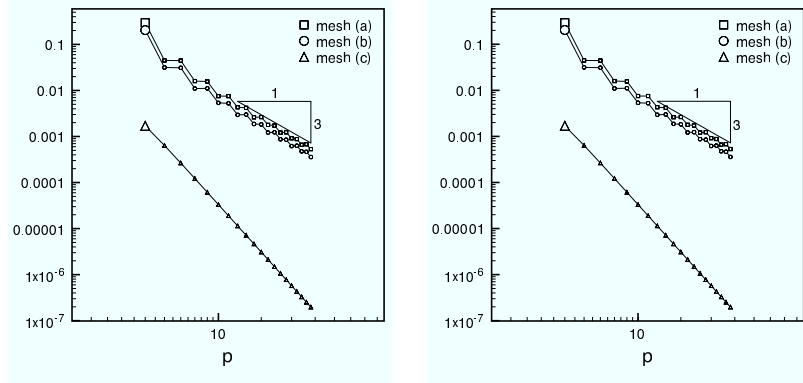 0.1
0.01
0.001
0.0001
0.00001
1x10-6
1x10-7
mesh (a)
mesh (b)
mesh (c)
1
3
10
p
mesh (a)
mesh (b)
mesh (c)
0.1
0.01
0.001
0.0001
0.00001
1x10-6
1x10-7
1
3
10
p